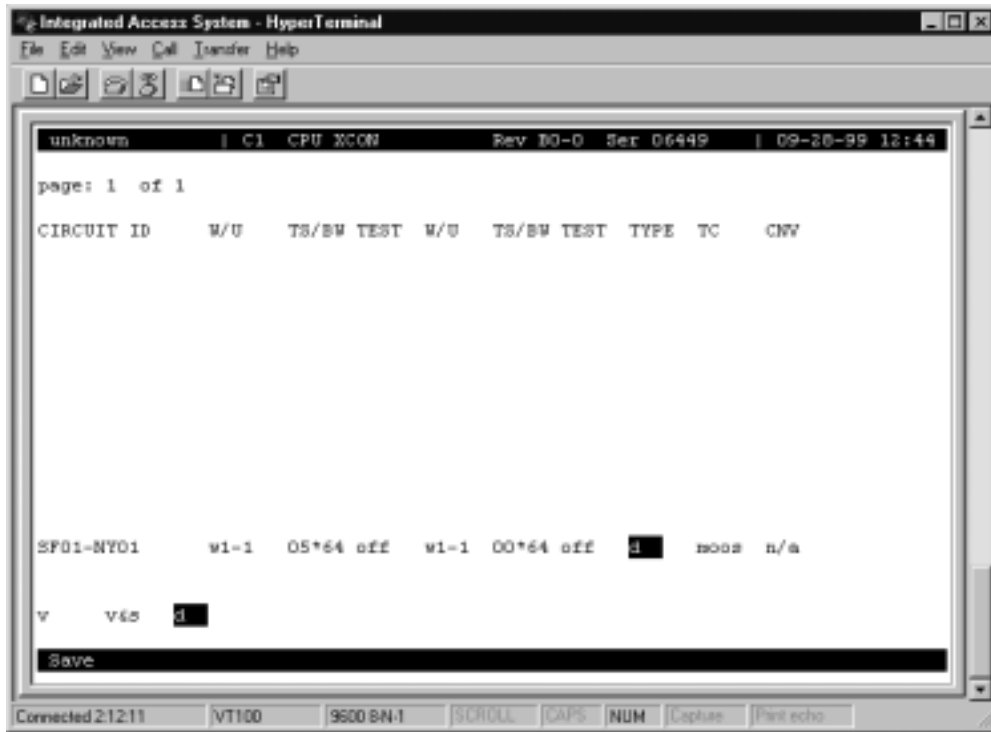 Integrated Access System - HyperTerminal
File Edit View Call Transfer Help
unknown | C1 CPU XCON Rev B0-0 Ser 06449 | 09-28-99 12:44
page: 1 of 1
CIRCUIT ID W/U TS/BW TEST W/U TS/BW TEST TYPE TC CNV
SF01-NY01 w1-1 05*64 off w1-1 00*64 off d moos n/a
v v&s d
Save
Connected 2:12:11 VT100 9600 8-N-1 SCROLL CAPS NUM Capture Print echo